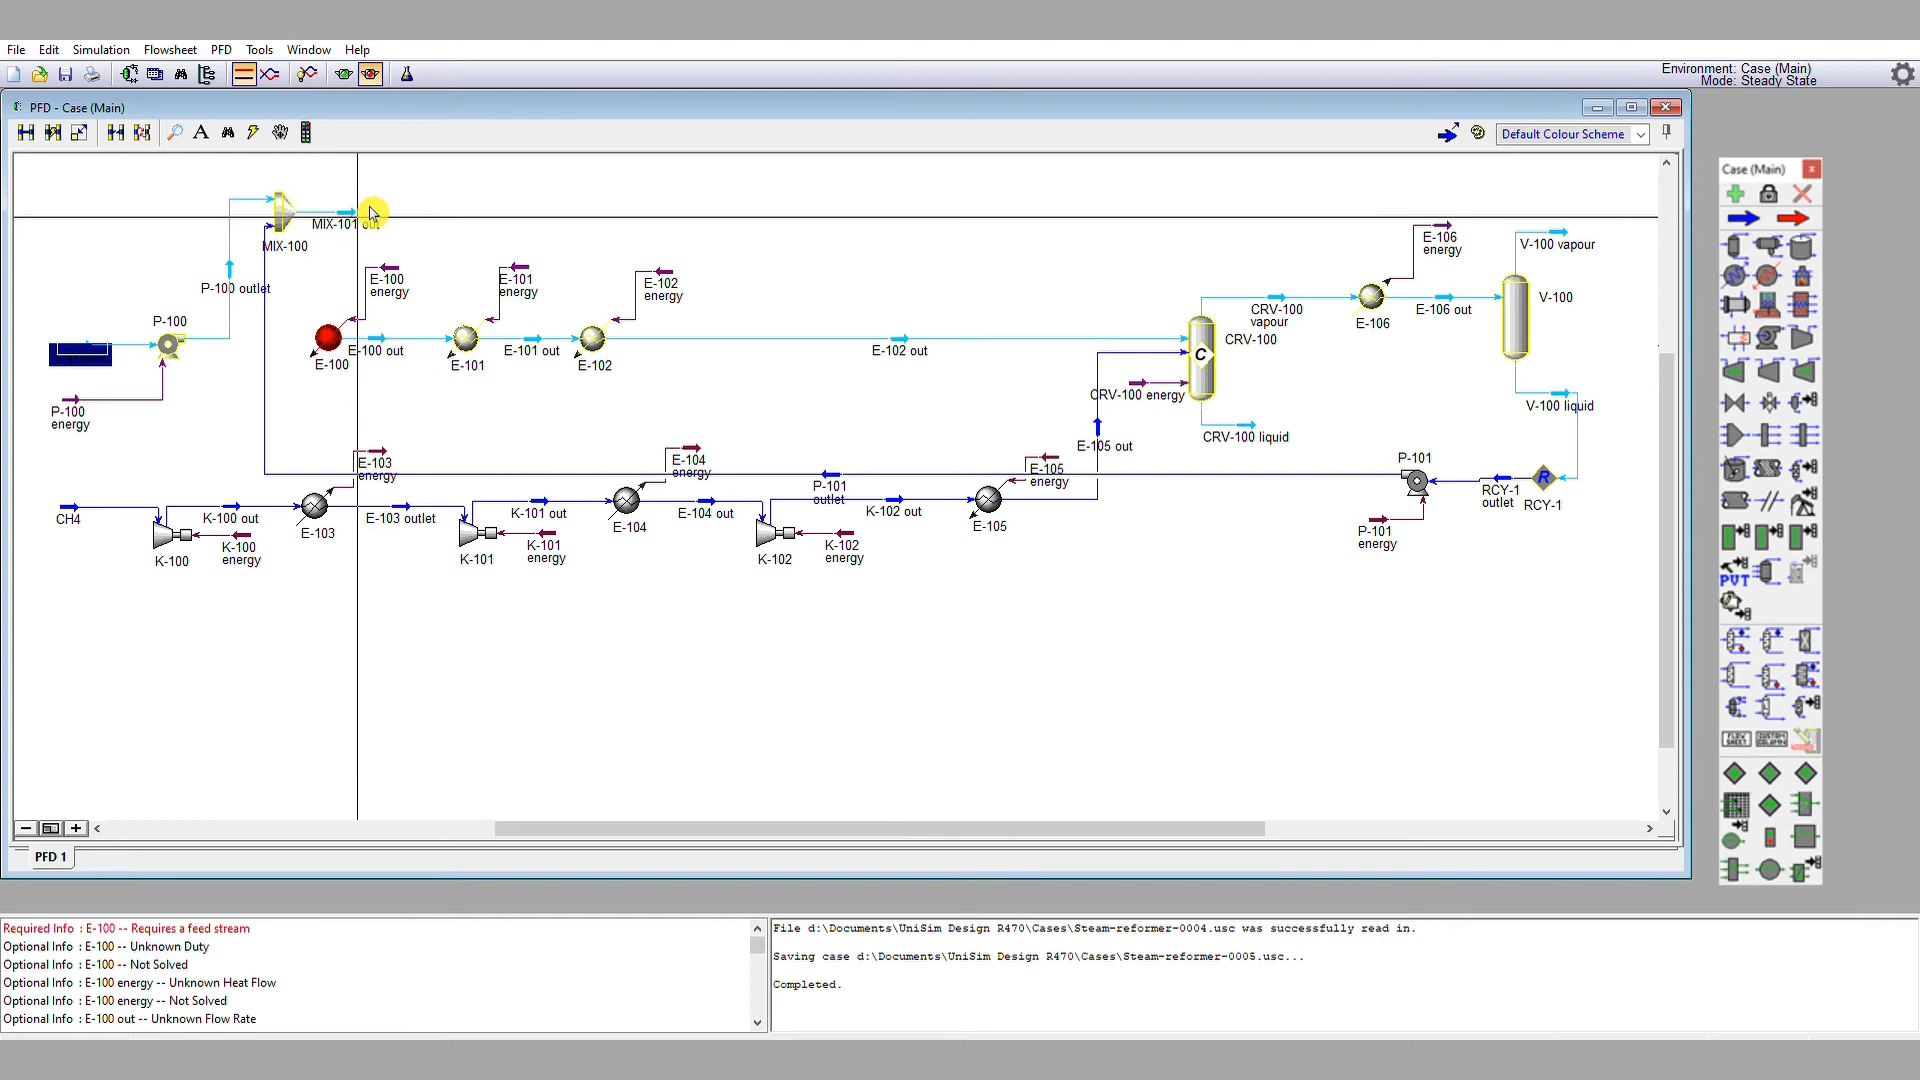 File Edit Simulation Flowsheet PFD Tools Window Help
Environment: Case (Main)
Mode: Steady State
PFD - Case (Main)
A
Default Colour Scheme
Case (Main)
MIX-101 out
MIX-100
P-100 outlet
P-100
P-100
energy
E-100
energy
E-101
energy
E-102
energy
E-100
E-100 out
E-101
E-101 out
E-102
E-102 out
CRV-100
vapour
CRV-100
C
CRV-100 energy
CRV-100 liquid
E-106
energy
E-106
E-106 out
V-100 vapour
V-100
V-100 liquid
E-105 out
E-103
energy
E-104
energy
E-105
energy
P-101
outlet
P-101
P-101
energy
RCY-1
outlet
R
RCY-1
CH4
K-100 out
K-100
K-100
energy
E-103
E-103 outlet
K-101 out
K-101
K-101
energy
E-104
E-104 out
K-102 out
K-102
K-102
energy
E-105
PFD 1
PVT
FLOW
SHEET
CUSTOM
COLUMN
Required Info : E-100 -- Requires a feed stream
Optional Info : E-100 -- Unknown Duty
Optional Info : E-100 -- Not Solved
Optional Info : E-100 energy -- Unknown Heat Flow
Optional Info : E-100 energy -- Not Solved
Optional Info : E-100 out -- Unknown Flow Rate
File d:\Documents\UniSim Design R470\Cases\Steam-reformer-0004.usc was successfully read in.
Saving case d:\Documents\UniSim Design R470\Cases\Steam-reformer-0005.usc...
Completed.